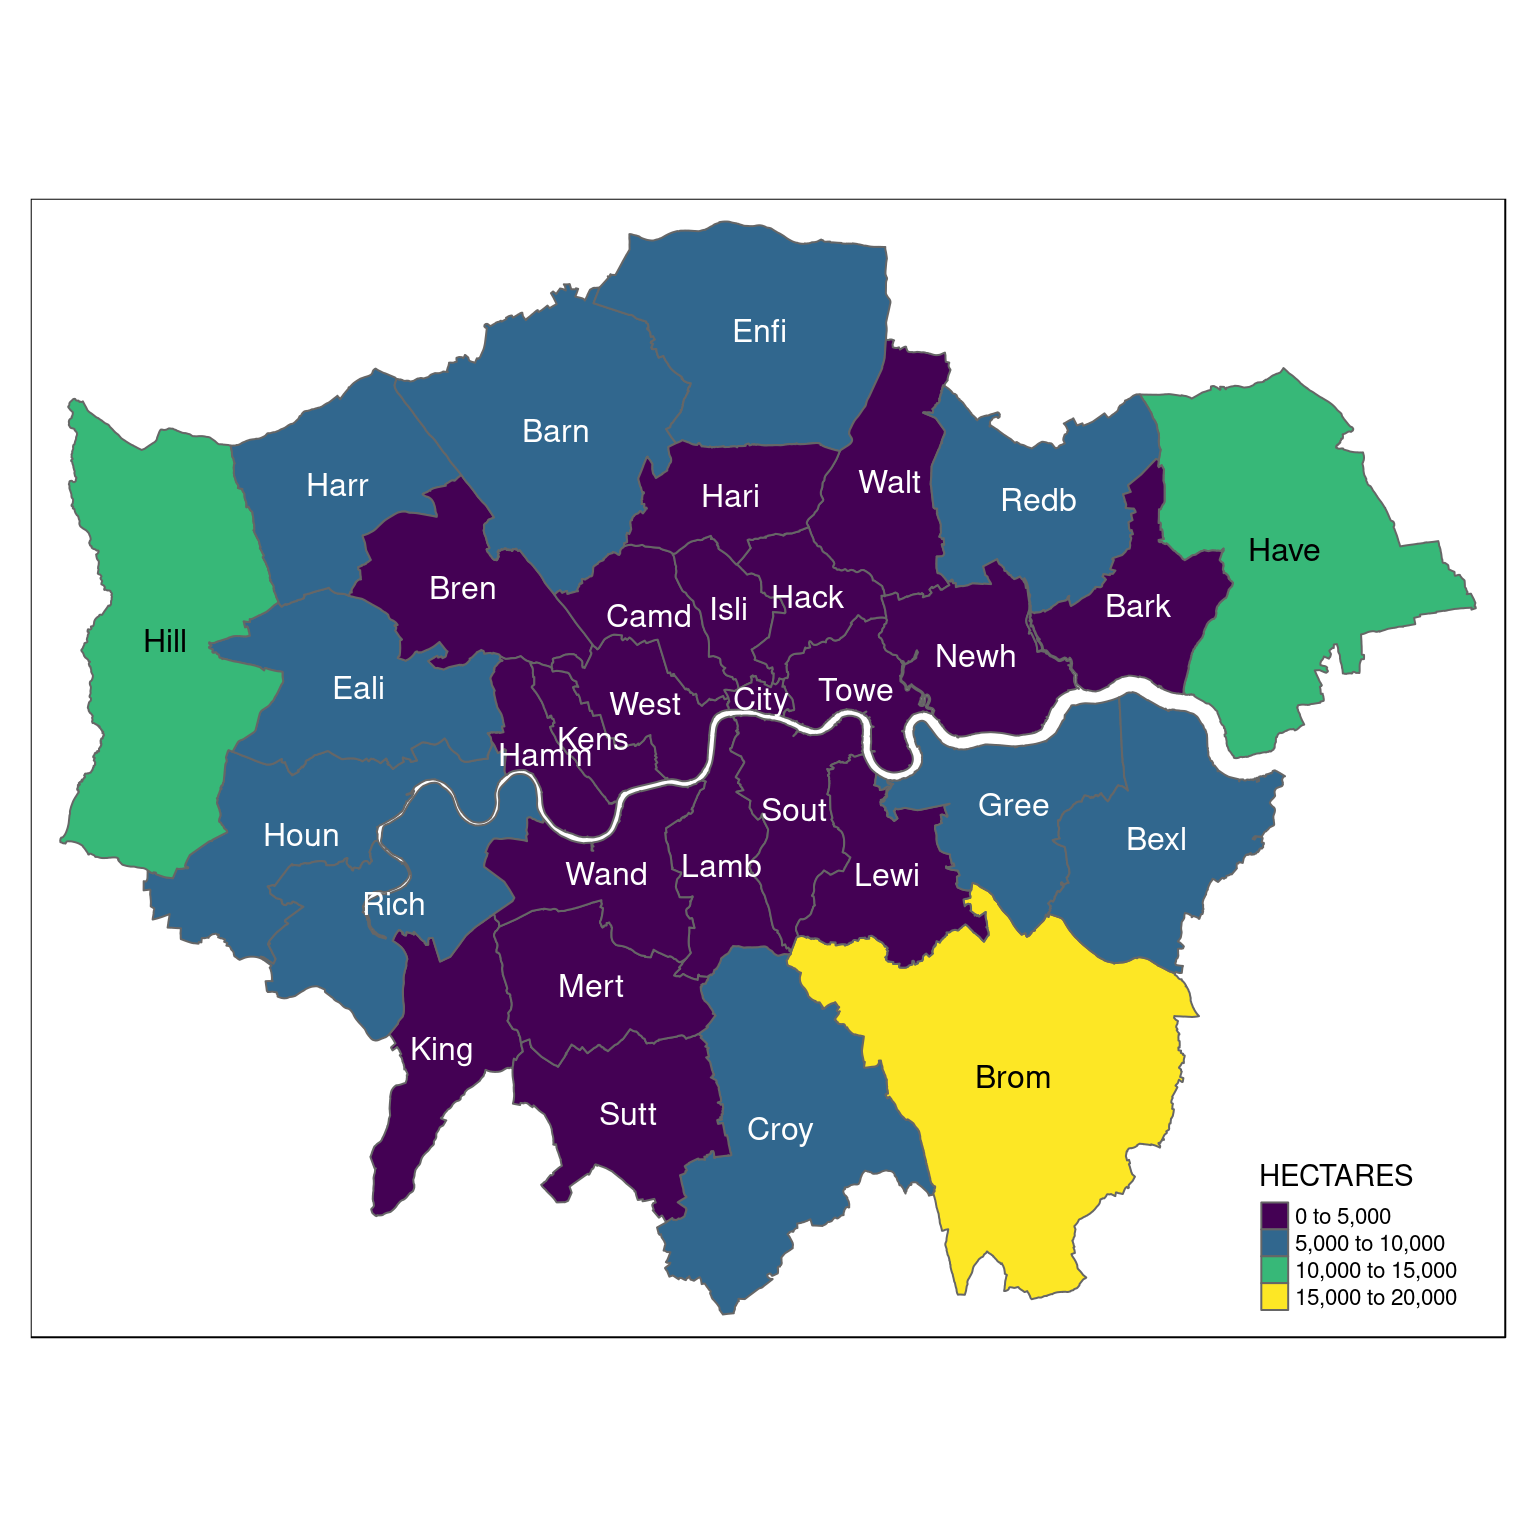 Enfi
Barn
Harr
Walt
Hari
Redb
Have
Bren
Hack
Isli
Camd
Bark
Hill
Newh
Eali
Towe
City
West
Kens
Hamm
Gree
Sout
Houn
Bexl
Lamb
Wand
Lewi
Rich
Mert
King
Brom
Sutt
Croy
HECTARES
0 to 5,000
5,000 to 10,000
10,000 to 15,000
15,000 to 20,000